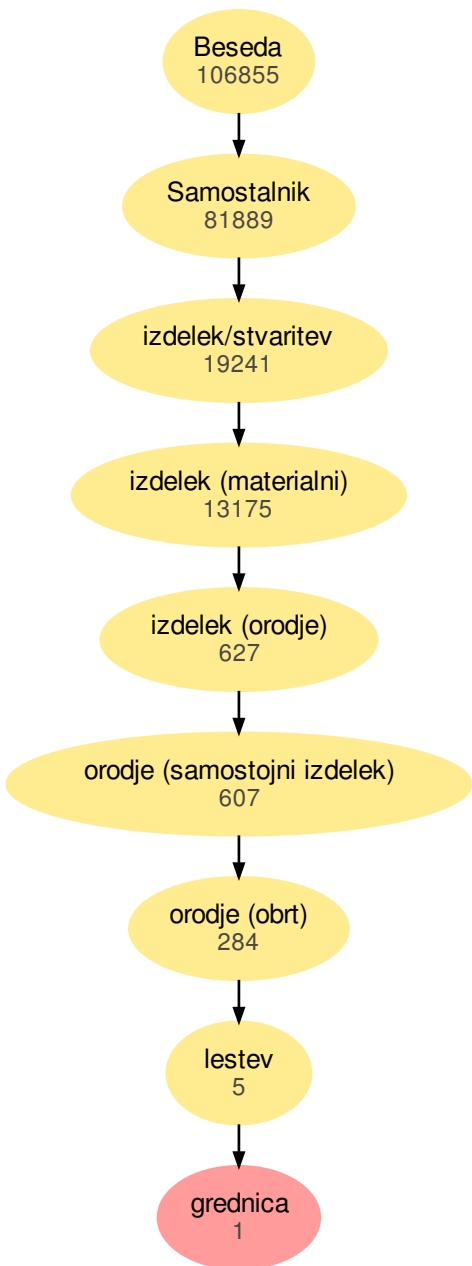 Beseda
106855
Samostalnik
81889
izdelek/stvaritev
19241
izdelek (materialni)
13175
izdelek (orodje)
627
orodje (samostojni izdelek)
607
orodje (obrt)
284
lestev
5
grednica
1